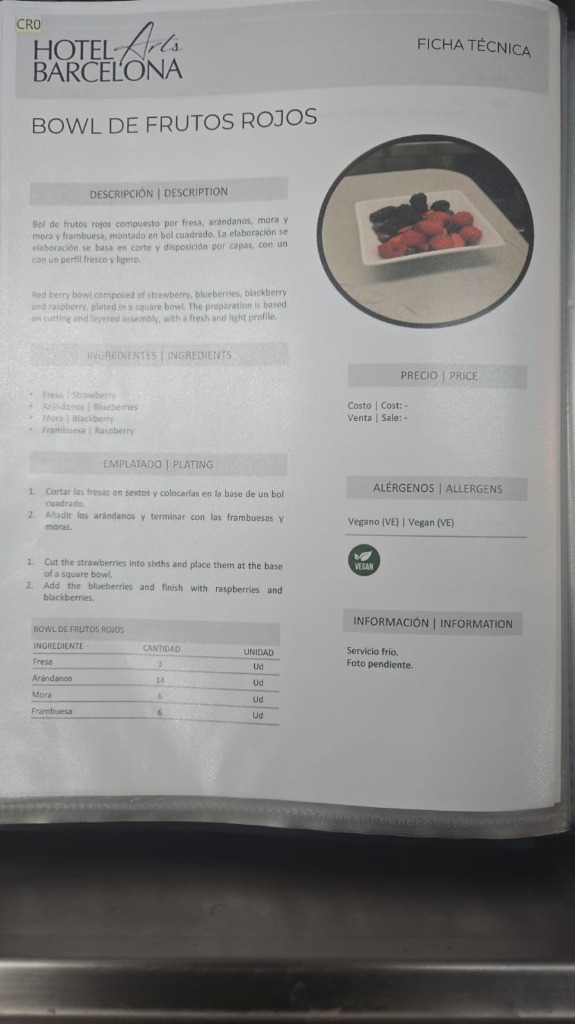 CR0
HOTEL Arts
BARCELONA
FICHA TÉCNICA
BOWL DE FRUTOS ROJOS
DESCRIPCIÓN | DESCRIPTION
Bol de frutos rojos compuesto por fresa, arándanos, mora y
mora y frambuesa, montado en bol cuadrado. La elaboración se
elaboración se basa en corte y disposición por capas, con un
con un perfil fresco y ligero.
Red berry bowl composed of strawberry, blueberries, blackberry
and raspberry, plated in a square bowl. The preparation is based
on cutting and layered assembly, with a fresh and light profile.
INGREDIENTES | INGREDIENTS
• Fresa | Strawberry
• Arándanos | Blueberries
• Mora | Blackberry
• Frambuesa | Raspberry
EMPLATADO | PLATING
1. Cortar las fresas en sextos y colocarlas en la base de un bol
cuadrado.
2. Añadir los arándanos y terminar con las frambuesas y
moras.
1. Cut the strawberries into sixths and place them at the base
of a square bowl.
2. Add the blueberries and finish with raspberries and
blackberries.
BOWL DE FRUTOS ROJOS
INGREDIENTE CANTIDAD UNIDAD
Fresa 3 Ud
Arándanos 14 Ud
Mora 6 Ud
Frambuesa 6 Ud
PRECIO | PRICE
Costo | Cost: -
Venta | Sale: -
ALÉRGENOS | ALLERGENS
Vegano (VE) | Vegan (VE)
VEGAN
INFORMACIÓN | INFORMATION
Servicio frío.
Foto pendiente.